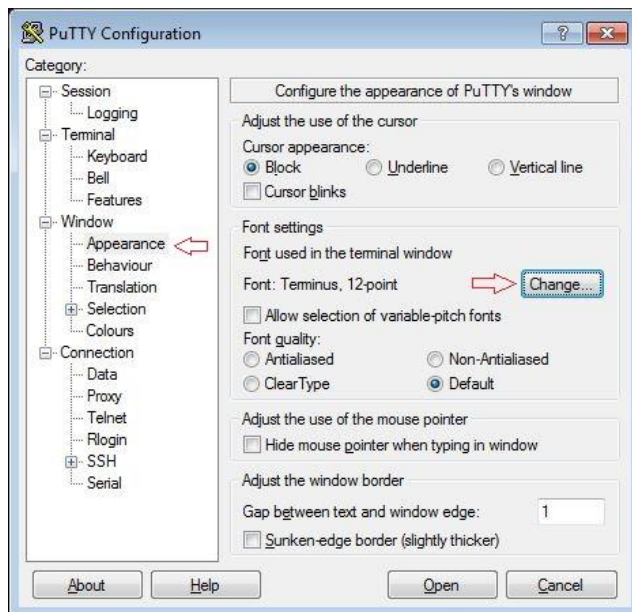 PuTTY Configuration
Category:
Session
Logging
Terminal
Keyboard
Bell
Features
Window
Appearance
Behaviour
Translation
Selection
Colours
Connection
Data
Proxy
Telnet
Rlogin
SSH
Serial
Configure the appearance of PuTTY's window
Adjust the use of the cursor
Cursor appearance:
Block Underline Vertical line
Cursor blinks
Font settings
Font used in the terminal window
Font: Terminus, 12-point Change...
Allow selection of variable-pitch fonts
Font quality:
Antialiased Non-Antialiased
ClearType Default
Adjust the use of the mouse pointer
Hide mouse pointer when typing in window
Adjust the window border
Gap between text and window edge: 1
Sunken-edge border (slightly thicker)
About Help Open Cancel